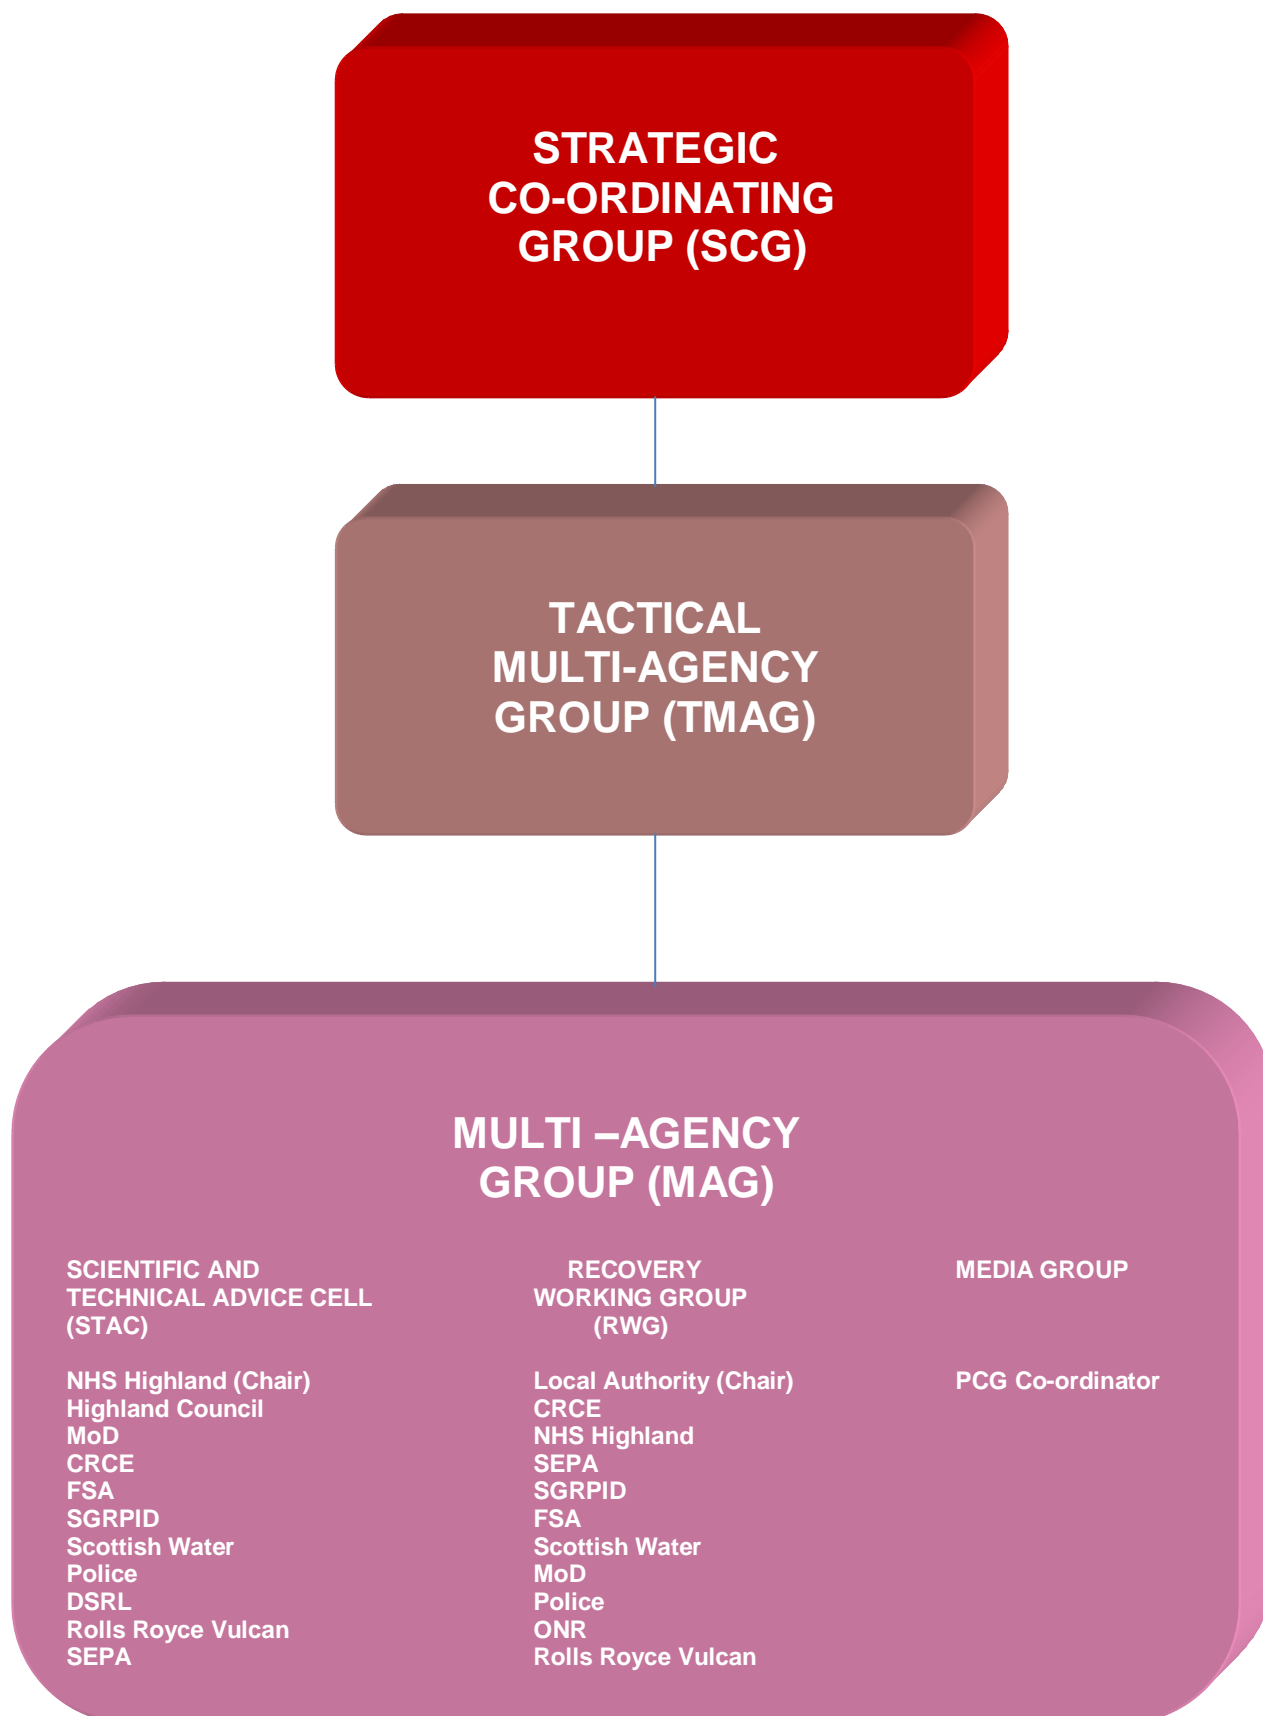 STRATEGIC
CO-ORDINATING
GROUP (SCG)
TACTICAL
MULTI-AGENCY
GROUP (TMAG)
MULTI –AGENCY
GROUP (MAG)
SCIENTIFIC AND
TECHNICAL ADVICE CELL
(STAC)
NHS Highland (Chair)
Highland Council
MoD
CRCE
FSA
SGRPID
Scottish Water
Police
DSRL
Rolls Royce Vulcan
SEPA
RECOVERY
WORKING GROUP
(RWG)
Local Authority (Chair)
CRCE
NHS Highland
SEPA
SGRPID
FSA
Scottish Water
MoD
Police
ONR
Rolls Royce Vulcan
MEDIA GROUP
PCG Co-ordinator